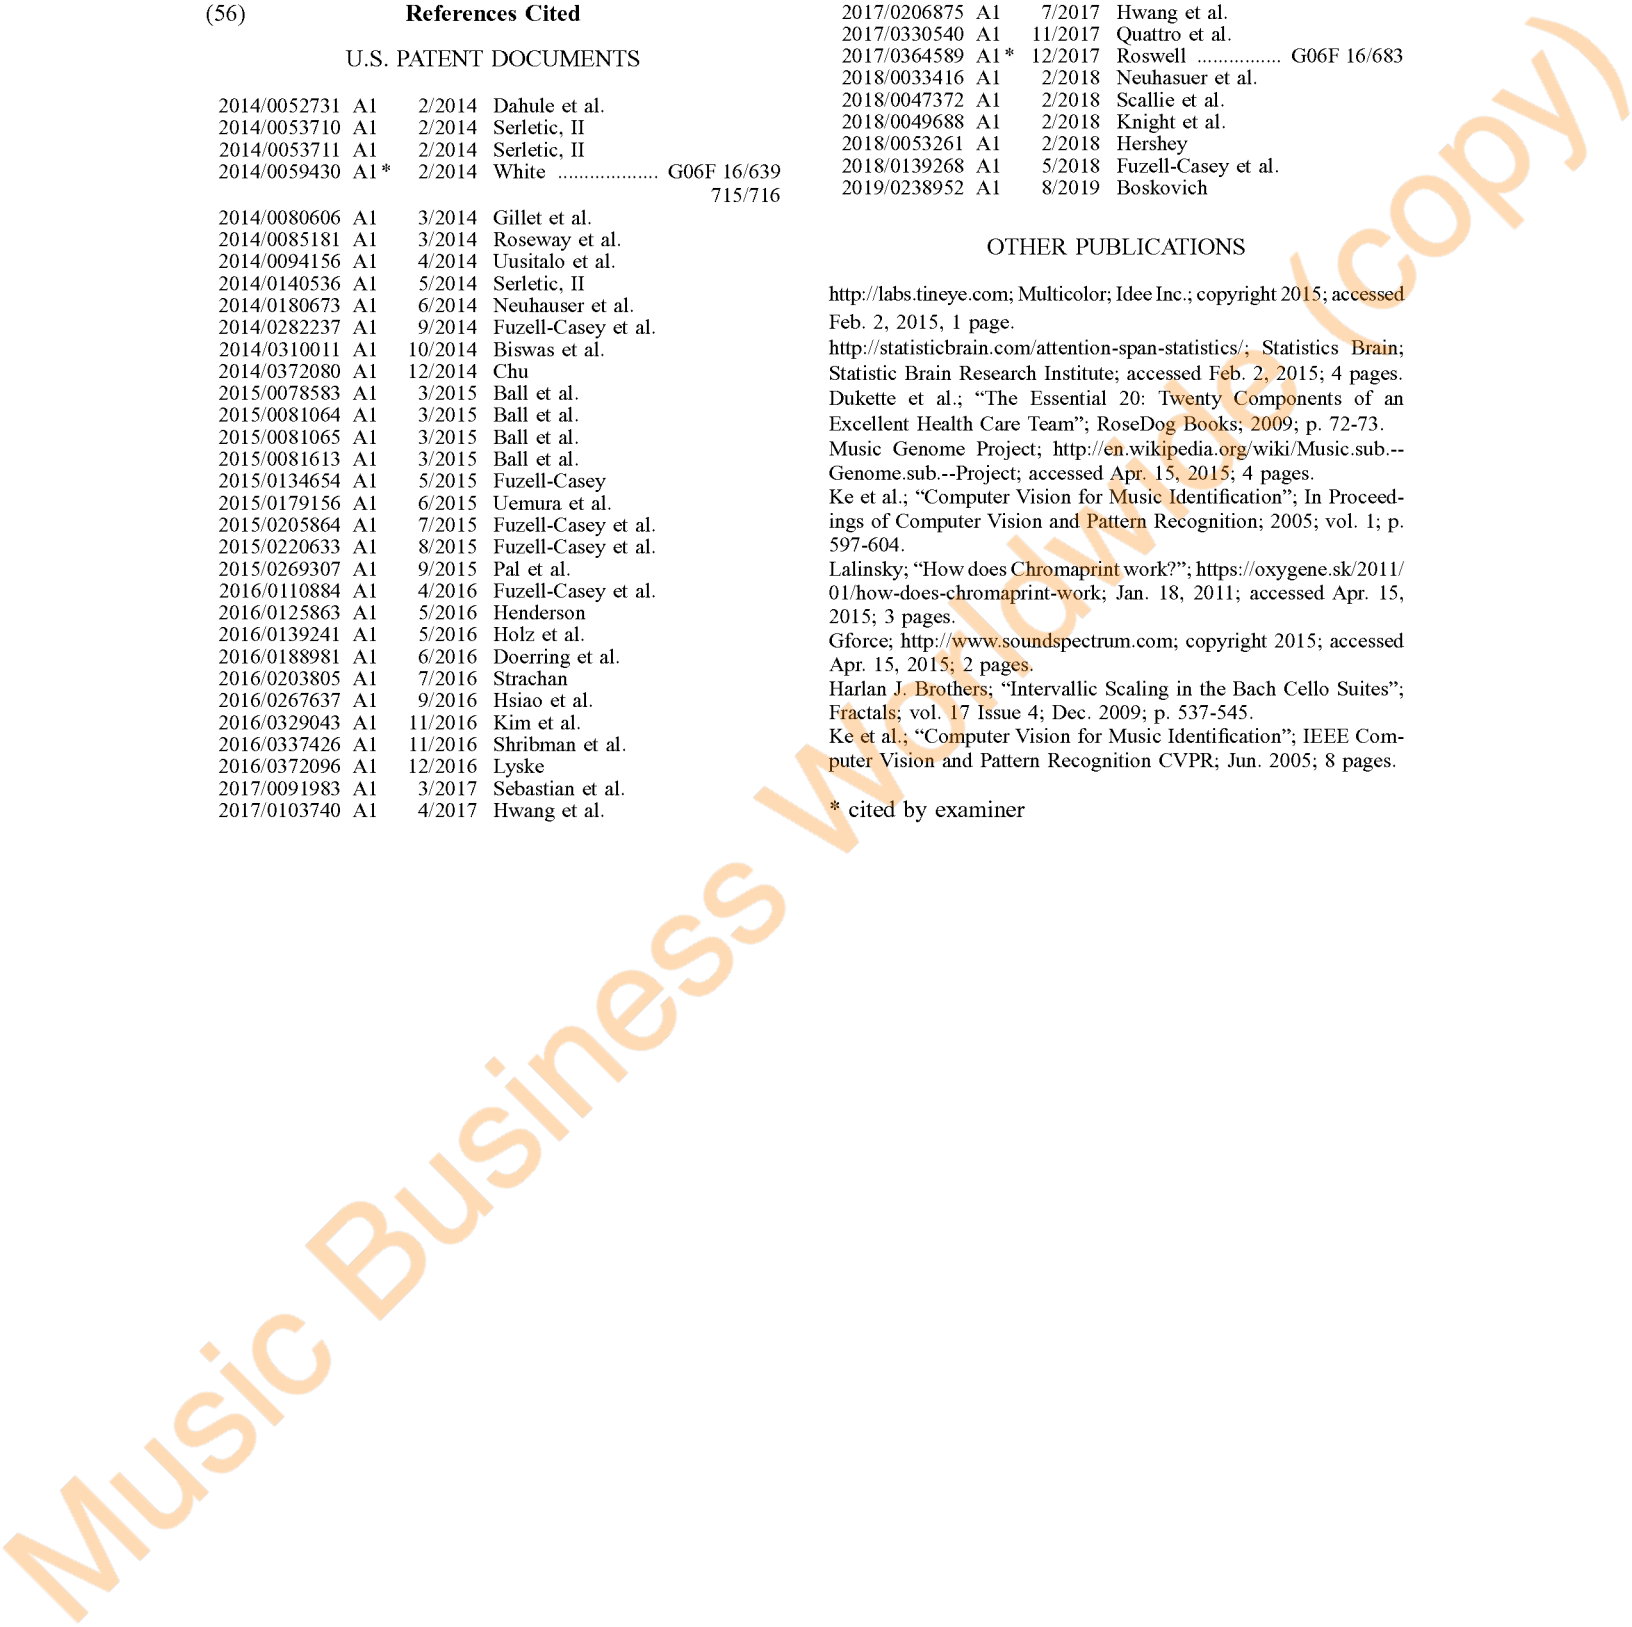 (56) References Cited
U.S. PATENT DOCUMENTS
2014/0052731 A1 2/2014 Dahule et al.
2014/0053710 A1 2/2014 Serletic, II
2014/0053711 A1 2/2014 Serletic, II
2014/0059430 A1* 2/2014 White ................... G06F 16/639
715/716
2014/0080606 A1 3/2014 Gillet et al.
2014/0085181 A1 3/2014 Roseway et al.
2014/0094156 A1 4/2014 Uusitalo et al.
2014/0140536 A1 5/2014 Serletic, II
2014/0180673 A1 6/2014 Neuhauser et al.
2014/0282237 A1 9/2014 Fuzell-Casey et al.
2014/0310011 A1 10/2014 Biswas et al.
2014/0372080 A1 12/2014 Chu
2015/0078583 A1 3/2015 Ball et al.
2015/0081064 A1 3/2015 Ball et al.
2015/0081065 A1 3/2015 Ball et al.
2015/0081613 A1 3/2015 Ball et al.
2015/0134654 A1 5/2015 Fuzell-Casey
2015/0179156 A1 6/2015 Uemura et al.
2015/0205864 A1 7/2015 Fuzell-Casey et al.
2015/0220633 A1 8/2015 Fuzell-Casey et al.
2015/0269307 A1 9/2015 Pal et al.
2016/0110884 A1 4/2016 Fuzell-Casey et al.
2016/0125863 A1 5/2016 Henderson
2016/0139241 A1 5/2016 Holz et al.
2016/0188981 A1 6/2016 Doerring et al.
2016/0203805 A1 7/2016 Strachan
2016/0267637 A1 9/2016 Hsiao et al.
2016/0329043 A1 11/2016 Kim et al.
2016/0337426 A1 11/2016 Shribman et al.
2016/0372096 A1 12/2016 Lyske
2017/0091983 A1 3/2017 Sebastian et al.
2017/0103740 A1 4/2017 Hwang et al.
2017/0206875 A1 7/2017 Hwang et al.
2017/0330540 A1 11/2017 Quattro et al.
2017/0364589 A1* 12/2017 Roswell ................ G06F 16/683
2018/0033416 A1 2/2018 Neuhasuer et al.
2018/0047372 A1 2/2018 Scallie et al.
2018/0049688 A1 2/2018 Knight et al.
2018/0053261 A1 2/2018 Hershey
2018/0139268 A1 5/2018 Fuzell-Casey et al.
2019/0238952 A1 8/2019 Boskovich
OTHER PUBLICATIONS
http://labs.tineye.com; Multicolor; Idee Inc.; copyright 2015; accessed
Feb. 2, 2015, 1 page.
http://statisticbrain.com/attention-span-statistics/; Statistics Brain;
Statistic Brain Research Institute; accessed Feb. 2, 2015; 4 pages.
Dukette et al.; “The Essential 20: Twenty Components of an
Excellent Health Care Team”; RoseDog Books; 2009; p. 72-73.
Music Genome Project; http://en.wikipedia.org/wiki/Music.sub.--
Genome.sub.--Project; accessed Apr. 15, 2015; 4 pages.
Ke et al.; “Computer Vision for Music Identification”; In Proceed-
ings of Computer Vision and Pattern Recognition; 2005; vol. 1; p.
597-604.
Lalinsky; “How does Chromaprint work?”; https://oxygene.sk/2011/
01/how-does-chromaprint-work; Jan. 18, 2011; accessed Apr. 15,
2015; 3 pages.
Gforce; http://www.soundspectrum.com; copyright 2015; accessed
Apr. 15, 2015; 2 pages.
Harlan J. Brothers; “Intervallic Scaling in the Bach Cello Suites”;
Fractals; vol. 17 Issue 4; Dec. 2009; p. 537-545.
Ke et al.; “Computer Vision for Music Identification”; IEEE Com-
puter Vision and Pattern Recognition CVPR; Jun. 2005; 8 pages.
* cited by examiner
Music Business Worldwide (copy)